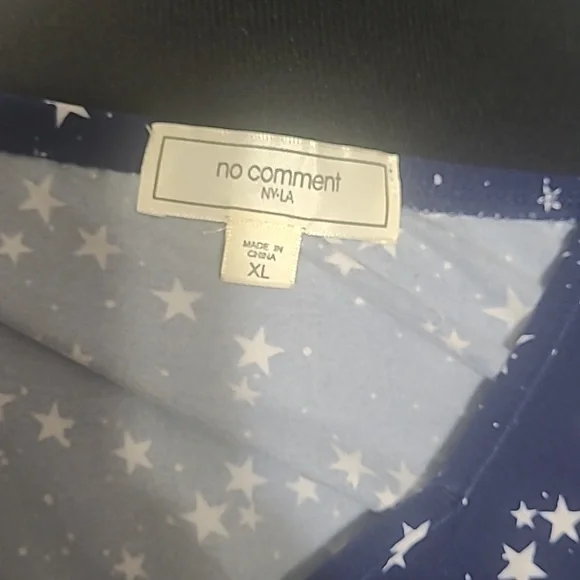 no comment
NY·LA
MADE IN
CHINA
XL